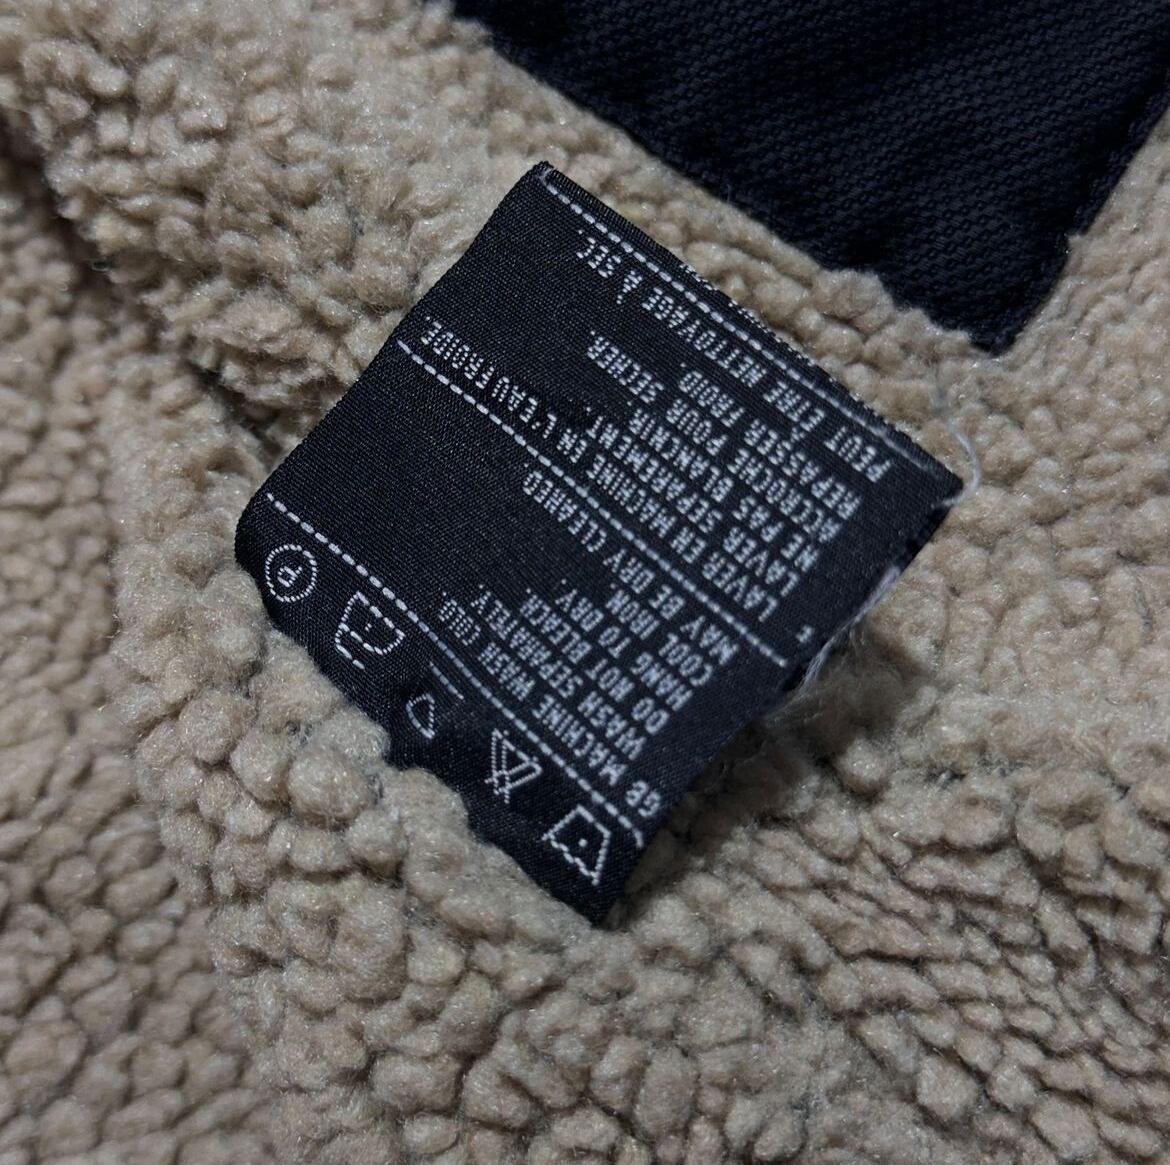 GB MACHINE WASH COLD
WASH SEPARATELY.
DO NOT BLEACH.
HANG TO DRY.
COOL IRON
MAY BE DRY CLEANED.
LAVER EN MACHINE EN L'EAU FROIDE
LAVER SEPAREMENT.
NE PAS BLANCHIR
ACCROCHE POUR SECHER.
REPASSER FROID
PEUT ETRE NETTOYAGE À SEC.